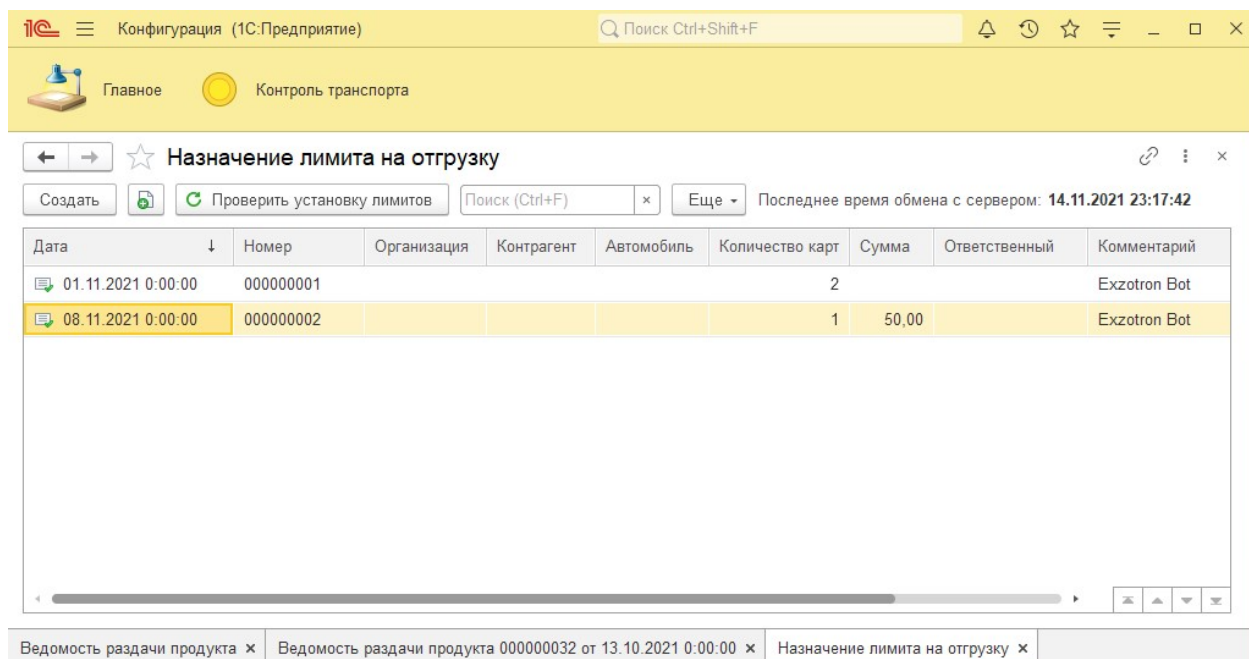 1С Конфигурация (1С:Предприятие) Поиск Ctrl+Shift+F
Главное Контроль транспорта
Назначение лимита на отгрузку
Создать Проверить установку лимитов Поиск (Ctrl+F) × Еще Последнее время обмена с сервером: 14.11.2021 23:17:42
Дата ↓ Номер Организация Контрагент Автомобиль Количество карт Сумма Ответственный Комментарий
01.11.2021 0:00:00 000000001 2 Exzotron Bot
08.11.2021 0:00:00 000000002 1 50,00 Exzotron Bot
Ведомость раздачи продукта × Ведомость раздачи продукта 000000032 от 13.10.2021 0:00:00 × Назначение лимита на отгрузку ×